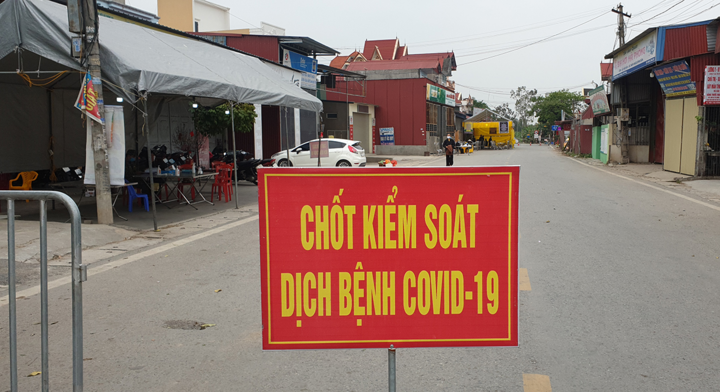 CHỐT KIỂM SOÁT
DỊCH BỆNH COVID-19